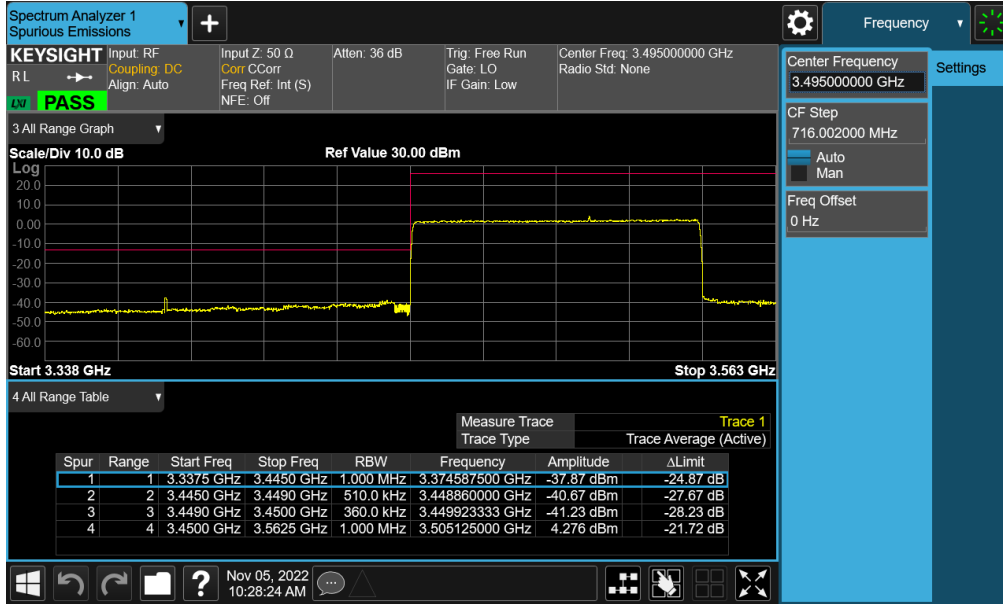 Spectrum Analyzer 1
Spurious Emissions
Frequency
KEYSIGHT
R L
LXI
PASS
Input: RF
Coupling: DC
Align: Auto
Input Z: 50 Ω
Corr CCorr
Freq Ref: Int (S)
NFE: Off
Atten: 36 dB
Trig: Free Run
Gate: LO
IF Gain: Low
Center Freq: 3.495000000 GHz
Radio Std: None
Center Frequency
3.495000000 GHz
Settings
CF Step
716.002000 MHz
Auto
Man
Freq Offset
0 Hz
3 All Range Graph
Scale/Div 10.0 dB
Ref Value 30.00 dBm
Log
20.0
10.0
0.00
-10.0
-20.0
-30.0
-40.0
-50.0
-60.0
Start 3.338 GHz
Stop 3.563 GHz
4 All Range Table
Measure Trace Trace 1
Trace Type Trace Average (Active)
Spur Range Start Freq Stop Freq RBW Frequency Amplitude ΔLimit
1 1 3.3375 GHz 3.4450 GHz 1.000 MHz 3.374587500 GHz -37.87 dBm -24.87 dB
2 2 3.4450 GHz 3.4490 GHz 510.0 kHz 3.448860000 GHz -40.67 dBm -27.67 dB
3 3 3.4490 GHz 3.4500 GHz 360.0 kHz 3.449923333 GHz -41.23 dBm -28.23 dB
4 4 3.4500 GHz 3.5625 GHz 1.000 MHz 3.505125000 GHz 4.276 dBm -21.72 dB
?
Nov 05, 2022
10:28:24 AM